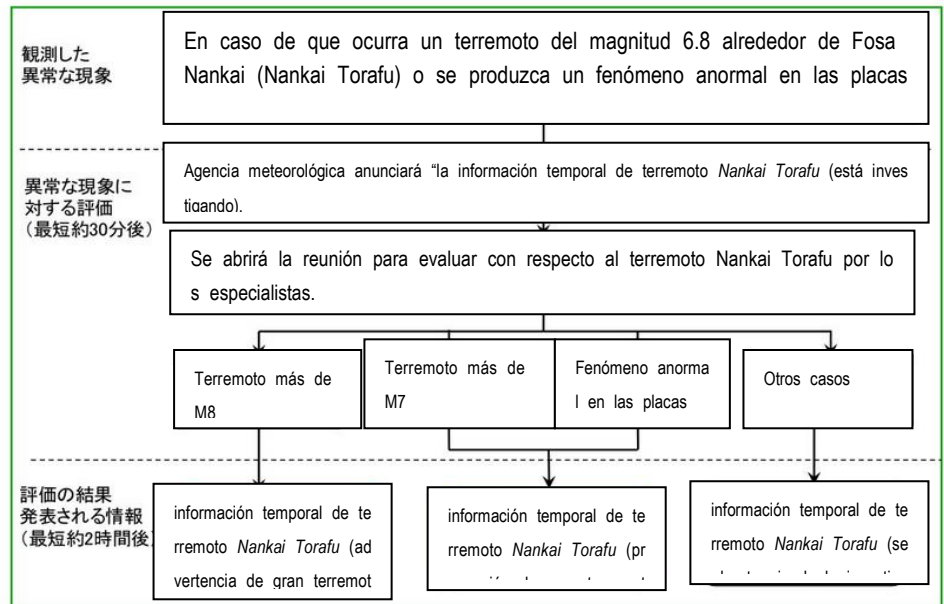 観測した
異常な現象
En caso de que ocurra un terremoto del magnitud 6.8 alrededor de Fosa
Nankai (Nankai Torafu) o se produzca un fenómeno anormal en las placas
異常な現象に
対する評価
(最短約30分後)
Agencia meteorológica anunciará “la información temporal de terremoto Nankai Torafu (está inves
tigando).
Se abrirá la reunión para evaluar con respecto al terremoto Nankai Torafu por lo
s especialistas.
Terremoto más de
M8
Terremoto más de
M7
Fenómeno anorma
l en las placas
Otros casos
評価の結果
発表される情報
(最短約2時間後)
información temporal de te
rremoto Nankai Torafu (ad
vertencia de gran terremot
información temporal de te
rremoto Nankai Torafu (pr
información temporal de te
rremoto Nankai Torafu (se